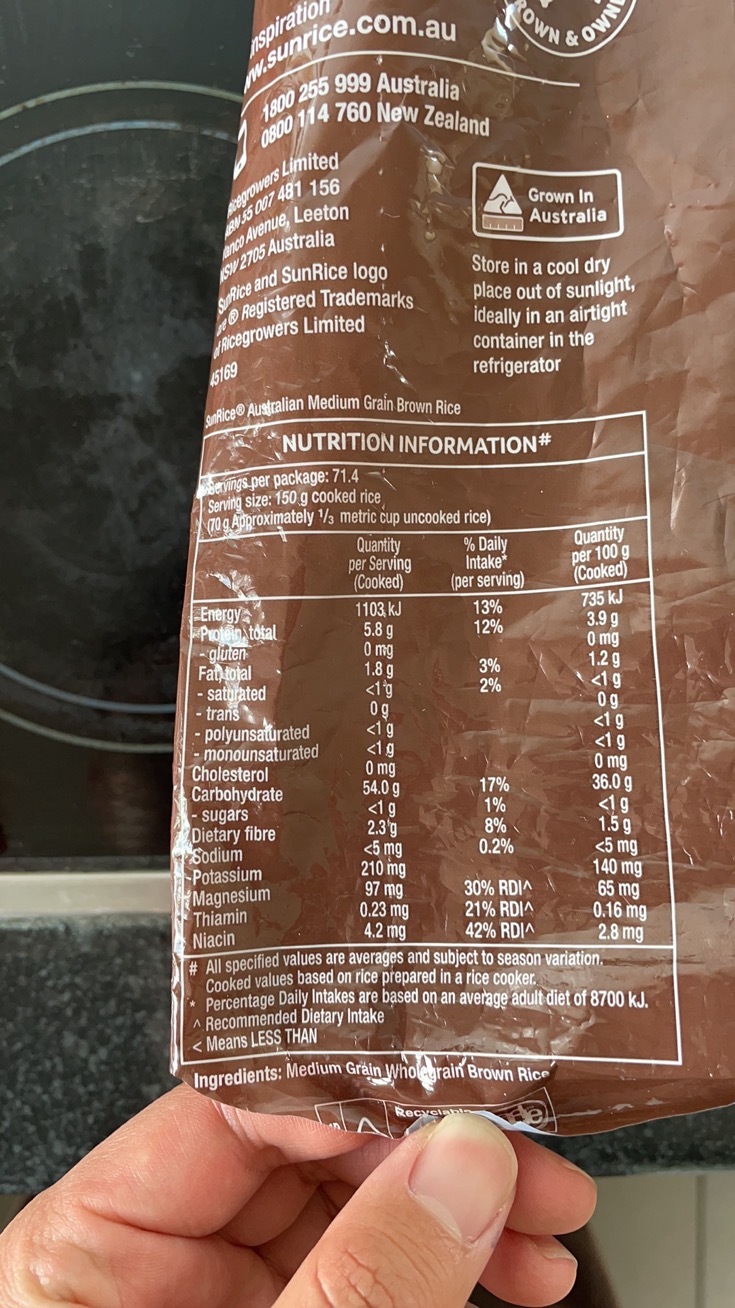 nspiration
w.sunrice.com.au
ROWN & OWN
1800 255 999 Australia
0800 114 760 New Zealand
Ricegrowers Limited
ABN 55 007 481 156
Avenue, Leeton
NSW 2705 Australia
SunRice and SunRice logo
are ® Registered Trademarks
of Ricegrowers Limited
45169
Grown In
Australia
Store in a cool dry
place out of sunlight,
ideally in an airtight
container in the
refrigerator
SunRice® Australian Medium Grain Brown Rice
NUTRITION INFORMATION#
Servings per package: 71.4
Serving size: 150 g cooked rice
(70 g Approximately 1/3 metric cup uncooked rice)
Quantity per Serving (Cooked) % Daily Intake* (per serving) Quantity per 100 g (Cooked)
Energy 1103 kJ 13% 735 kJ
Protein, total 5.8 g 12% 3.9 g
- gluten 0 mg 0 mg
Fat, total 1.8 g 3% 1.2 g
- saturated <1 g 2% <1 g
- trans 0 g 0 g
- polyunsaturated <1 g <1 g
- monounsaturated <1 g <1 g
Cholesterol 0 mg 0 mg
Carbohydrate 54.0 g 17% 36.0 g
- sugars <1 g 1% <1 g
Dietary fibre 2.3 g 8% 1.5 g
Sodium <5 mg 0.2% <5 mg
Potassium 210 mg 140 mg
Magnesium 97 mg 30% RDI^ 65 mg
Thiamin 0.23 mg 21% RDI^ 0.16 mg
Niacin 4.2 mg 42% RDI^ 2.8 mg
# All specified values are averages and subject to season variation.
Cooked values based on rice prepared in a rice cooker.
* Percentage Daily Intakes are based on an average adult diet of 8700 kJ.
^ Recommended Dietary Intake
< Means LESS THAN
Ingredients: Medium Grain Wholegrain Brown Rice
Recyclable